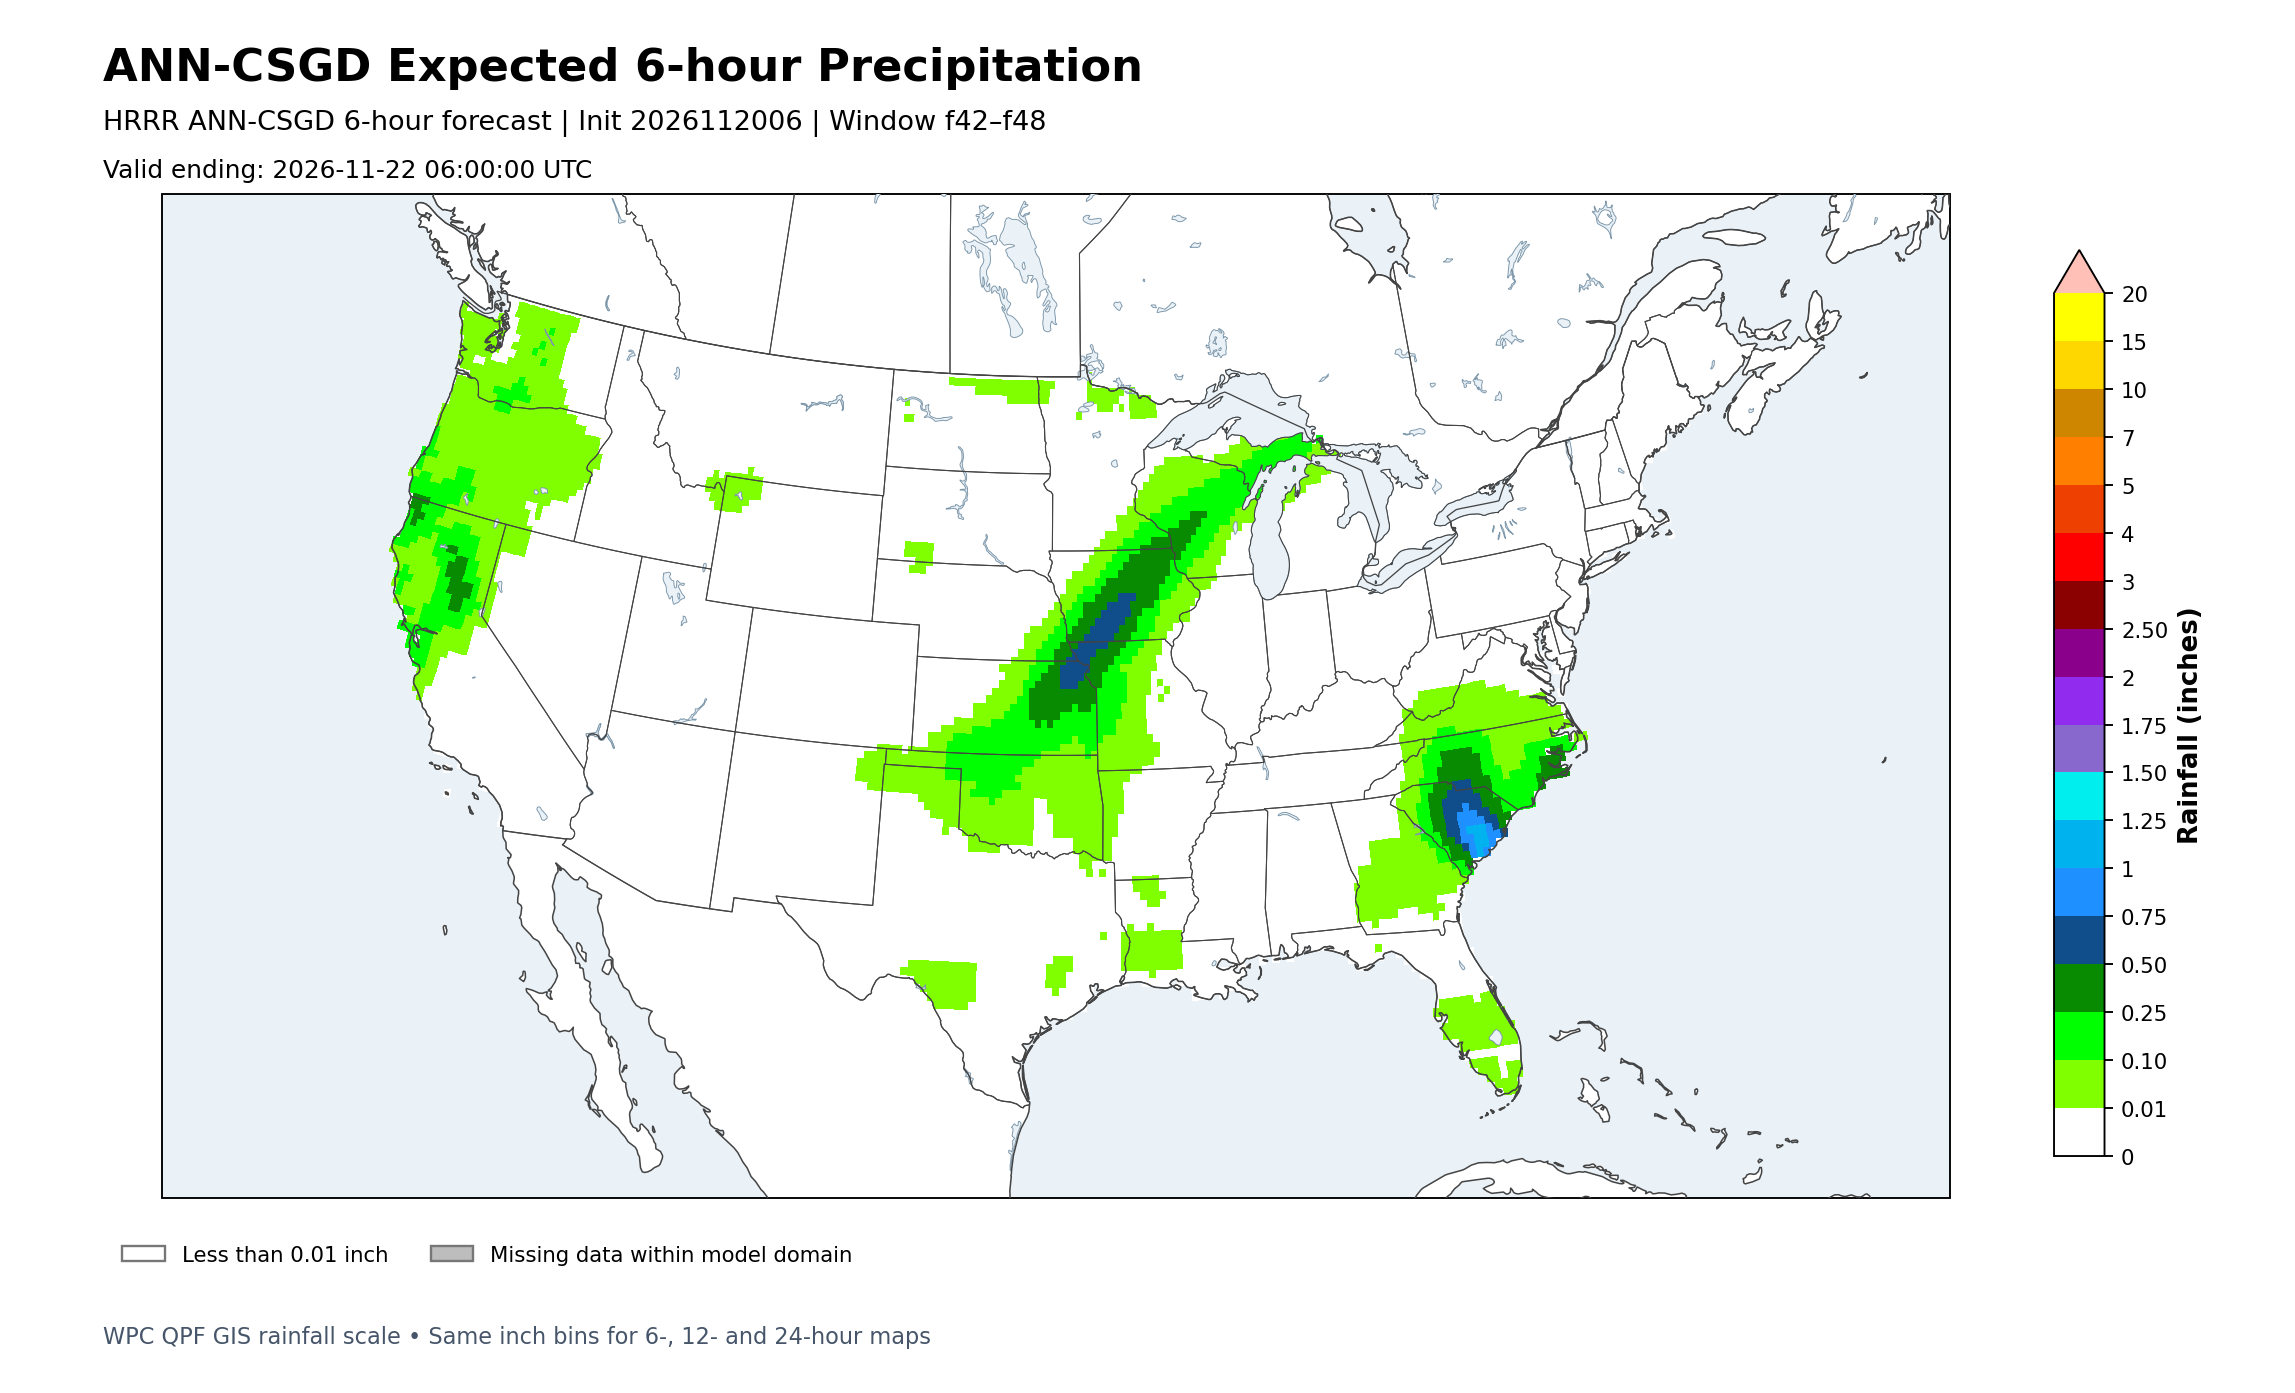 ANN-CSGD Expected 6-hour Precipitation
HRRR ANN-CSGD 6-hour forecast | Init 2026112006 | Window f42–f48
Valid ending: 2026-11-22 06:00:00 UTC
20
15
10
7
5
4
3
2.50
2
1.75
1.50
1.25
1
0.75
0.50
0.25
0.10
0.01
0
Rainfall (inches)
Less than 0.01 inch
Missing data within model domain
WPC QPF GIS rainfall scale • Same inch bins for 6-, 12- and 24-hour maps